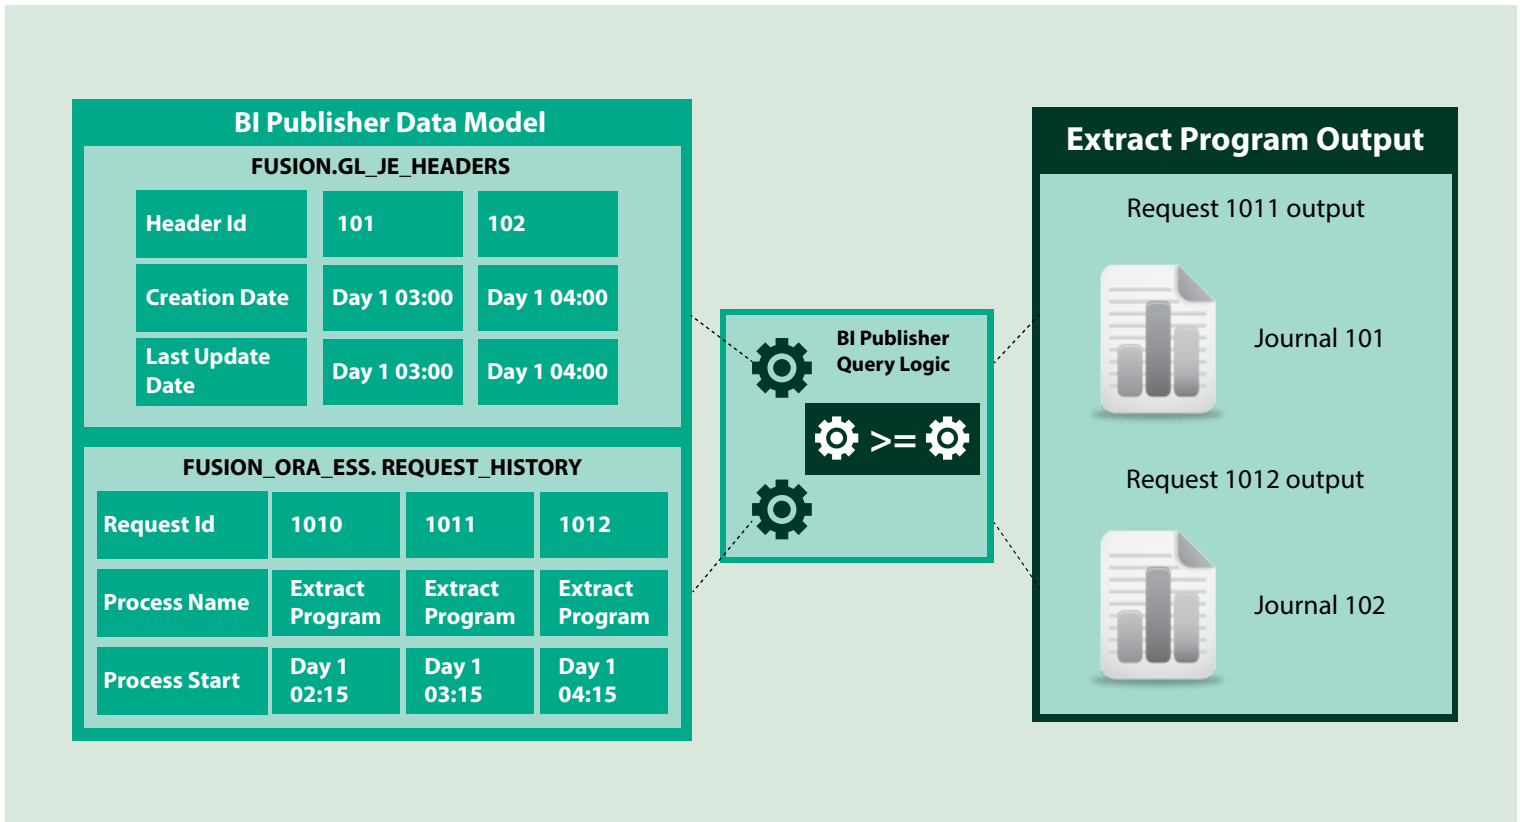 BI Publisher Data Model
FUSION.GL_JE_HEADERS
Header Id 101 102
Creation Date Day 1 03:00 Day 1 04:00
Last Update
Date
Day 1 03:00 Day 1 04:00
FUSION_ORA_ESS. REQUEST_HISTORY
Request Id 1010 1011 1012
Process Name
Extract
Program
Extract
Program
Extract
Program
Process Start
Day 1
02:15
Day 1
03:15
Day 1
04:15
BI Publisher
Query Logic
>=
Extract Program Output
Request 1011 output
Journal 101
Request 1012 output
Journal 102